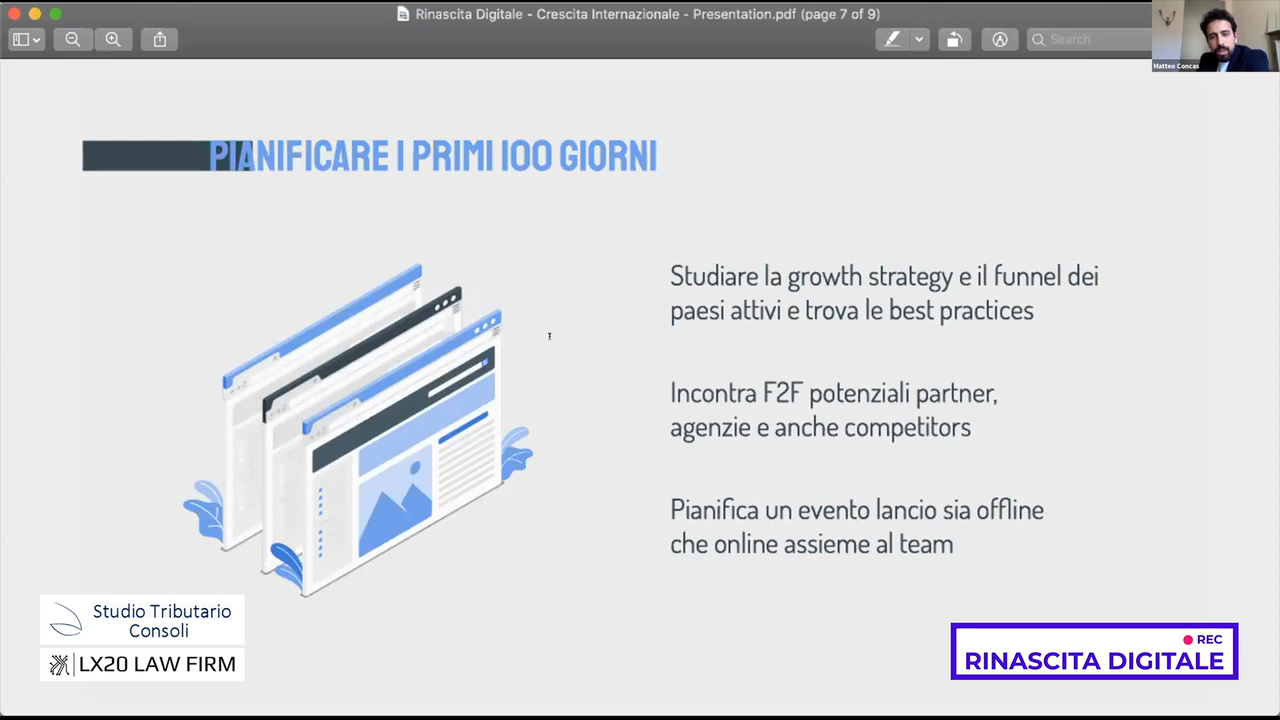 Rinascita Digitale - Crescita Internazionale - Presentation.pdf (page 7 of 9)
Search
Matteo Concas
PIANIFICARE I PRIMI 100 GIORNI
Studiare la growth strategy e il funnel dei
paesi attivi e trova le best practices
Incontra F2F potenziali partner,
agenzie e anche competitors
Pianifica un evento lancio sia offline
che online assieme al team
Studio Tributario
Consoli
LX20 LAW FIRM
REC
RINASCITA DIGITALE